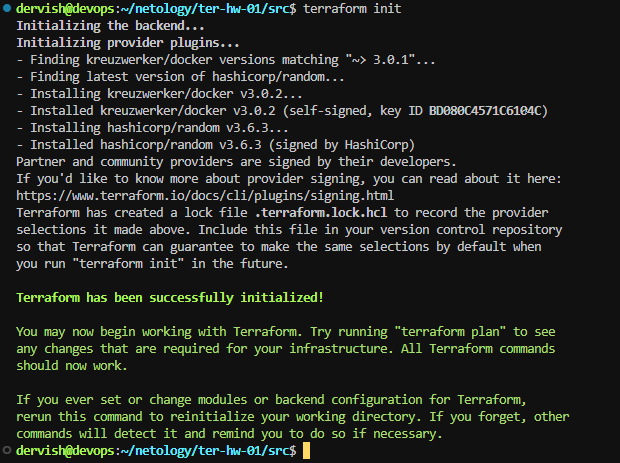 dervish@devops:~/netology/ter-hw-01/src$ terraform init
Initializing the backend...
Initializing provider plugins...
- Finding kreuzwerker/docker versions matching "~> 3.0.1"...
- Finding latest version of hashicorp/random...
- Installing kreuzwerker/docker v3.0.2...
- Installed kreuzwerker/docker v3.0.2 (self-signed, key ID BD080C4571C6104C)
- Installing hashicorp/random v3.6.3...
- Installed hashicorp/random v3.6.3 (signed by HashiCorp)
Partner and community providers are signed by their developers.
If you'd like to know more about provider signing, you can read about it here:
https://www.terraform.io/docs/cli/plugins/signing.html
Terraform has created a lock file .terraform.lock.hcl to record the provider
selections it made above. Include this file in your version control repository
so that Terraform can guarantee to make the same selections by default when
you run "terraform init" in the future.
Terraform has been successfully initialized!
You may now begin working with Terraform. Try running "terraform plan" to see
any changes that are required for your infrastructure. All Terraform commands
should now work.
If you ever set or change modules or backend configuration for Terraform,
rerun this command to reinitialize your working directory. If you forget, other
commands will detect it and remind you to do so if necessary.
dervish@devops:~/netology/ter-hw-01/src$